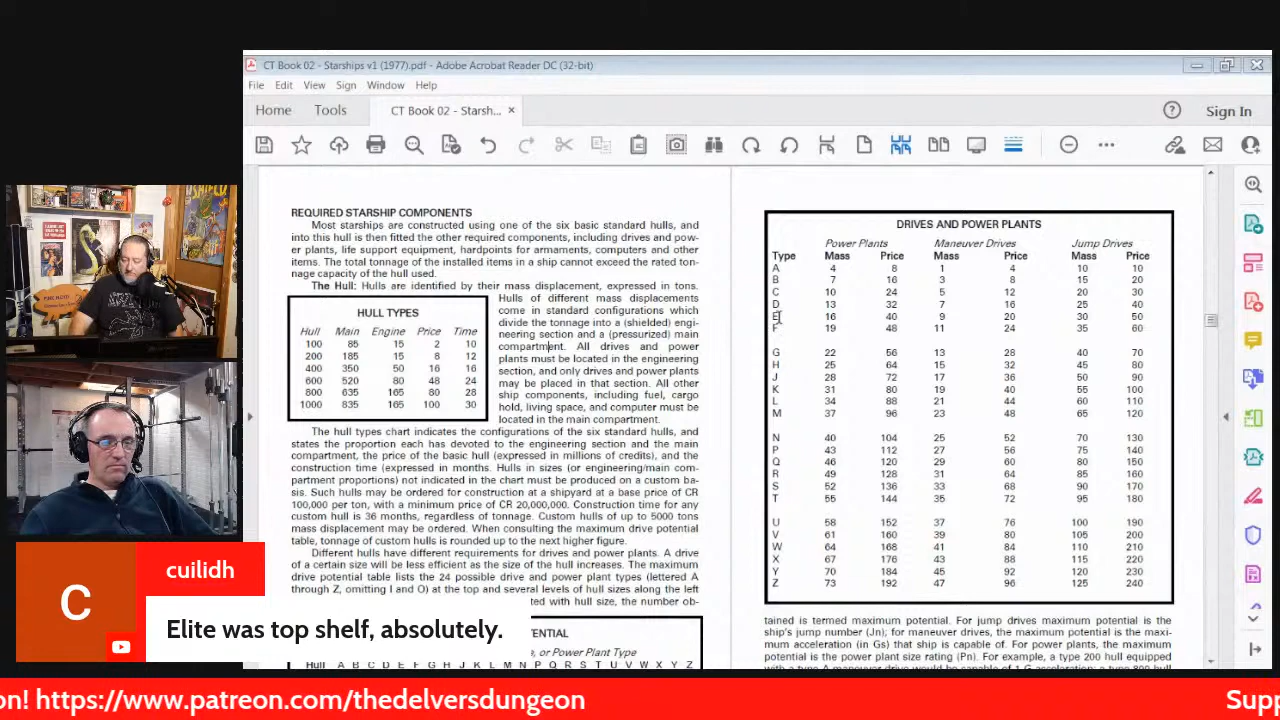 CT Book 02 - Starships v1 (1977).pdf - Adobe Acrobat Reader DC (32-bit)
File Edit View Sign Window Help
Home Tools CT Book 02 - Starsh... × Sign In
REQUIRED STARSHIP COMPONENTS
Most starships are constructed using one of the six basic standard hulls, and
into this hull is then fitted the other required components, including drives and pow-
er plants, life support equipment, hardpoints for armaments, computers and other
items. The total tonnage of the installed items in a ship cannot exceed the rated ton-
nage capacity of the hull used.
The Hull: Hulls are identified by their mass displacement, expressed in tons.
Hulls of different mass displacements
come in standard configurations which
divide the tonnage into a (shielded) engi-
neering section and a (pressurized) main
compartment. All drives and power
plants must be located in the engineering
section, and only drives and power plants
may be placed in that section. All other
ship components, including fuel, cargo
hold, living space, and computer must be
located in the main compartment.
HULL TYPES
Hull Main Engine Price Time
100 85 15 2 10
200 185 15 8 12
400 350 50 16 16
600 520 80 48 24
800 635 165 80 28
1000 835 165 100 30
The hull types chart indicates the configurations of the six standard hulls, and
states the proportion each has devoted to the engineering section and the main
compartment, the price of the basic hull (expressed in millions of credits), and the
construction time (expressed in months. Hulls in sizes (or engineering/main com-
partment proportions) not indicated in the chart must be produced on a custom ba-
sis. Such hulls may be ordered for construction at a shipyard at a base price of CR
100,000 per ton, with a minimum price of CR 20,000,000. Construction time for any
custom hull is 36 months, regardless of tonnage. Custom hulls of up to 5000 tons
mass displacement may be ordered. When consulting the maximum drive potential
table, tonnage of custom hulls is rounded up to the next higher figure.
Different hulls have different requirements for drives and power plants. A drive
of a certain size will be less efficient as the size of the hull increases. The maximum
drive potential table lists the 24 possible drive and power plant types (lettered A
through Z, omitting I and O) at the top and several levels of hull sizes along the left
ted with hull size, the number ob-
ENTIAL
e, or Power Plant Type
Hull A B C D E F G H J K L M N P Q R S T U V W X Y Z
DRIVES AND POWER PLANTS
Power Plants Maneuver Drives Jump Drives
Type Mass Price Mass Price Mass Price
A 4 8 1 4 10 10
B 7 16 3 8 15 20
C 10 24 5 12 20 30
D 13 32 7 16 25 40
E 16 40 9 20 30 50
F 19 48 11 24 35 60
G 22 56 13 28 40 70
H 25 64 15 32 45 80
J 28 72 17 36 50 90
K 31 80 19 40 55 100
L 34 88 21 44 60 110
M 37 96 23 48 65 120
N 40 104 25 52 70 130
P 43 112 27 56 75 140
Q 46 120 29 60 80 150
R 49 128 31 64 85 160
S 52 136 33 68 90 170
T 55 144 35 72 95 180
U 58 152 37 76 100 190
V 61 160 39 80 105 200
W 64 168 41 84 110 210
X 67 176 43 88 115 220
Y 70 184 45 92 120 230
Z 73 192 47 96 125 240
tained is termed maximum potential. For jump drives maximum potential is the
ship's jump number (Jn); for maneuver drives, the maximum potential is the maxi-
mum acceleration (in Gs) that ship is capable of. For power plants, the maximum
potential is the power plant size rating (Pn). For example, a type 200 hull equipped
with a type A maneuver drive would be capable of 1 G acceleration; a type 800 hull
C
cuilidh
Elite was top shelf, absolutely.
on! https://www.patreon.com/thedelversdungeon Supp